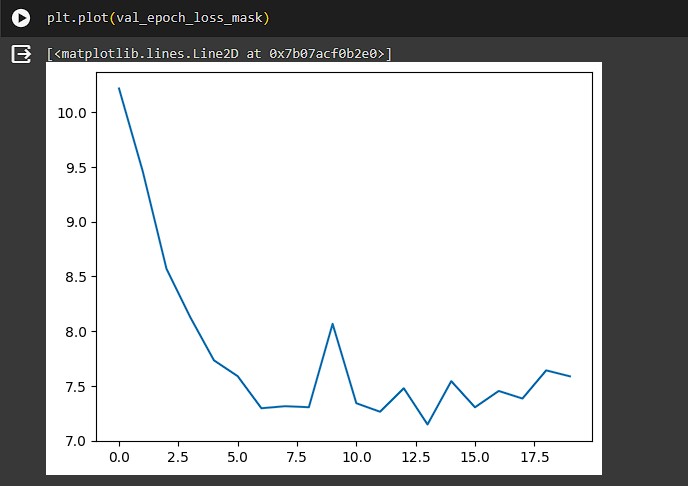 plt.plot(val_epoch_loss_mask)
[<matplotlib.lines.Line2D at 0x7b07acf0b2e0>]
10.0
9.5
9.0
8.5
8.0
7.5
7.0
0.0 2.5 5.0 7.5 10.0 12.5 15.0 17.5